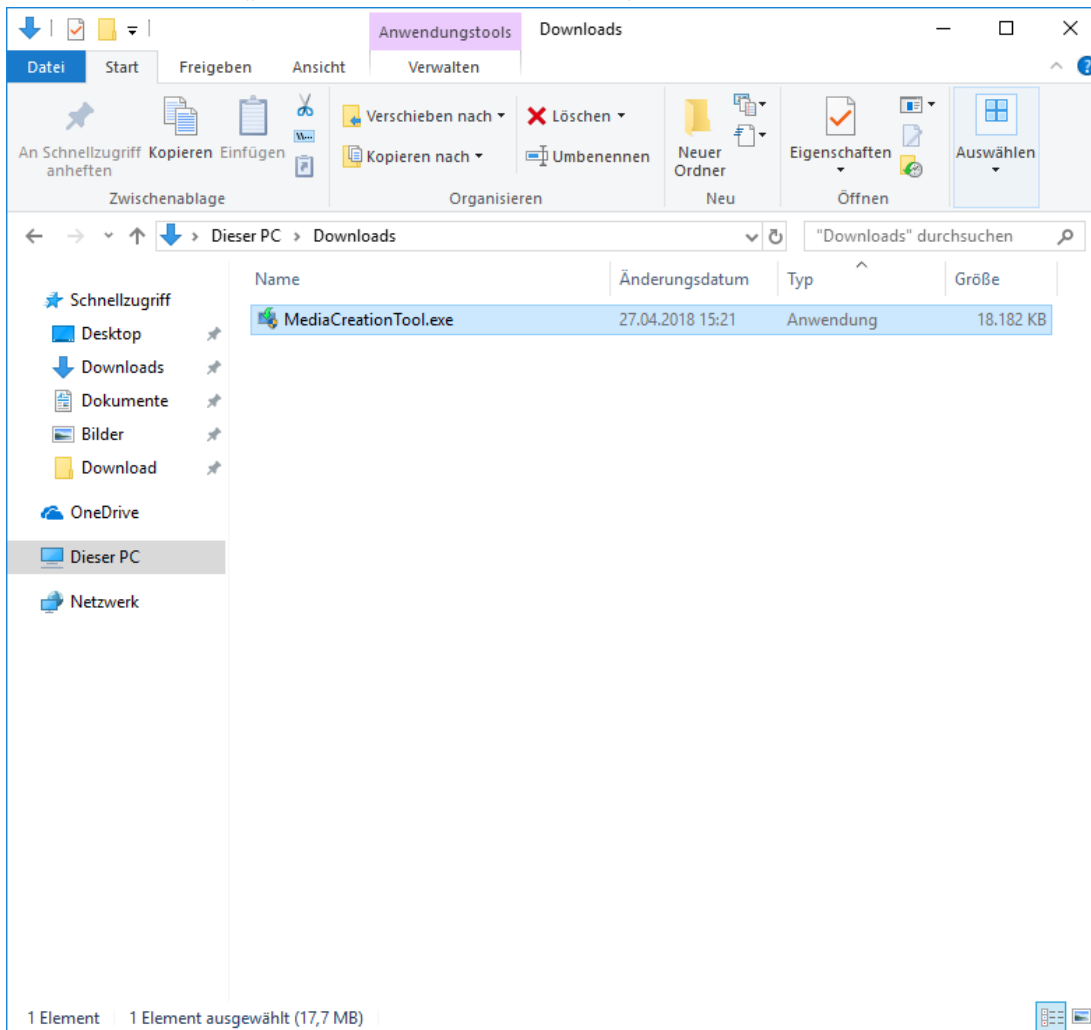 Anwendungstools
Downloads
Datei Start Freigeben Ansicht Verwalten
An Schnellzugriff
anheften
Kopieren
Einfügen
Verschieben nach
Kopieren nach
Löschen
Umbenennen
Neuer
Ordner
Eigenschaften
Auswählen
Zwischenablage Organisieren Neu Öffnen
Dieser PC Downloads
"Downloads" durchsuchen
Name Änderungsdatum Typ Größe
MediaCreationTool.exe 27.04.2018 15:21 Anwendung 18.182 KB
Schnellzugriff
Desktop
Downloads
Dokumente
Bilder
Download
OneDrive
Dieser PC
Netzwerk
1 Element 1 Element ausgewählt (17,7 MB)